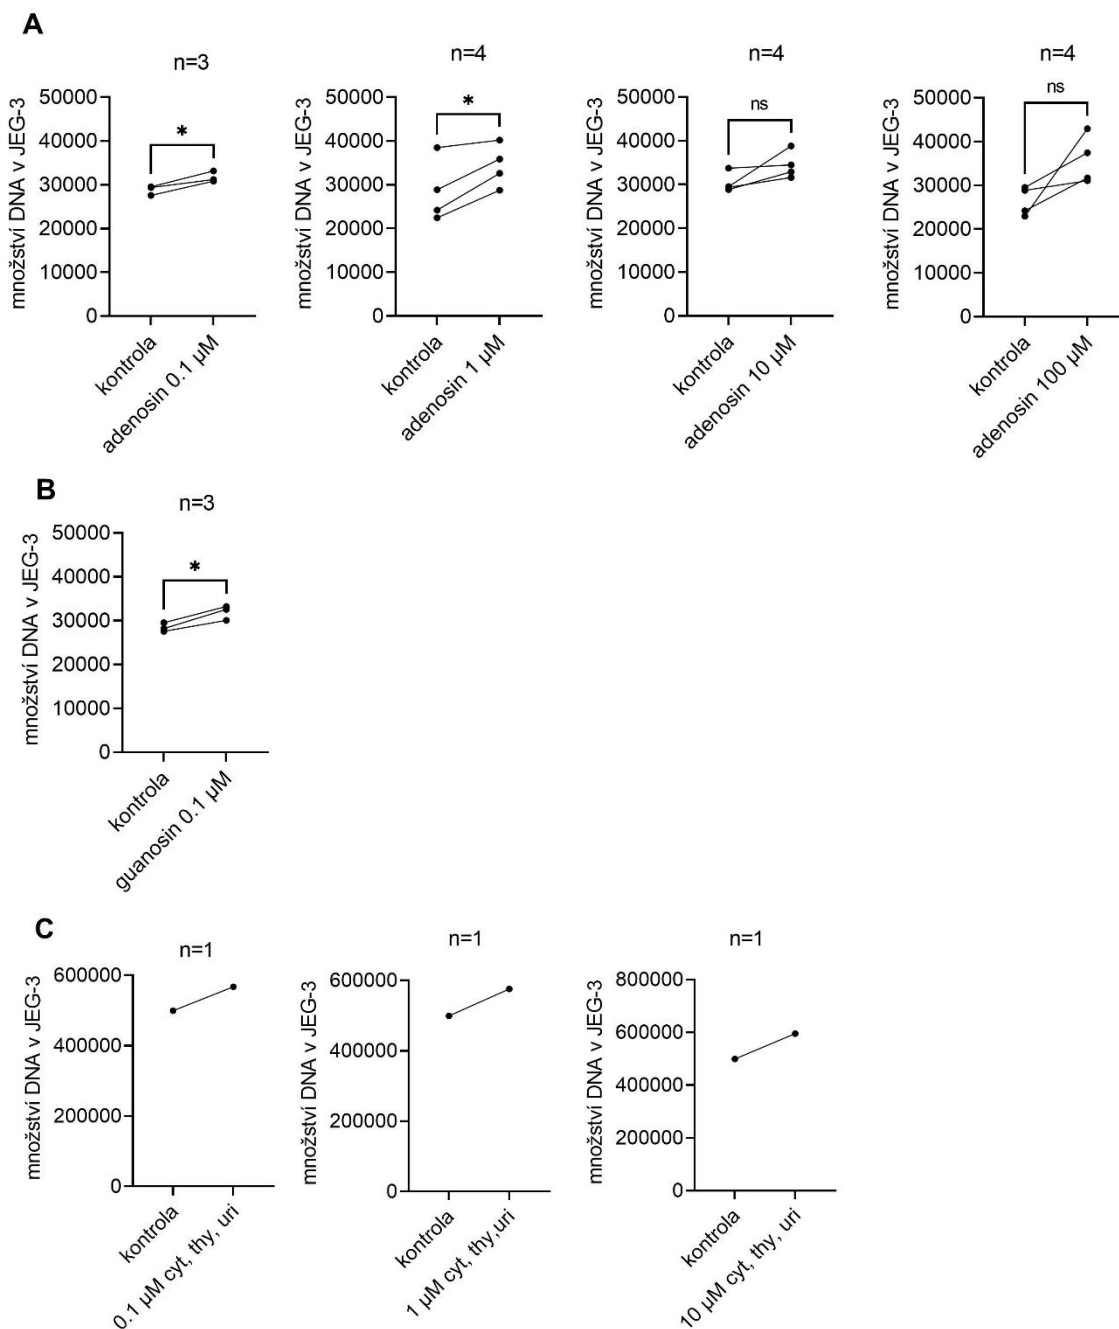 A
n=3
množství DNA v JEG-3
50000
40000
30000
20000
10000
0
*
kontrola
adenosin 0.1 µM
n=4
množství DNA v JEG-3
50000
40000
30000
20000
10000
0
*
kontrola
adenosin 1 µM
n=4
množství DNA v JEG-3
50000
40000
30000
20000
10000
0
ns
kontrola
adenosin 10 µM
n=4
množství DNA v JEG-3
50000
40000
30000
20000
10000
0
ns
kontrola
adenosin 100 µM
B
n=3
množství DNA v JEG-3
50000
40000
30000
20000
10000
0
*
kontrola
guanosin 0.1 µM
C
n=1
množství DNA v JEG-3
600000
400000
200000
0
kontrola
0.1 µM cyt, thy, uri
n=1
množství DNA v JEG-3
600000
400000
200000
0
kontrola
1 µM cyt, thy,uri
n=1
množství DNA v JEG-3
800000
600000
400000
200000
0
kontrola
10 µM cyt, thy, uri